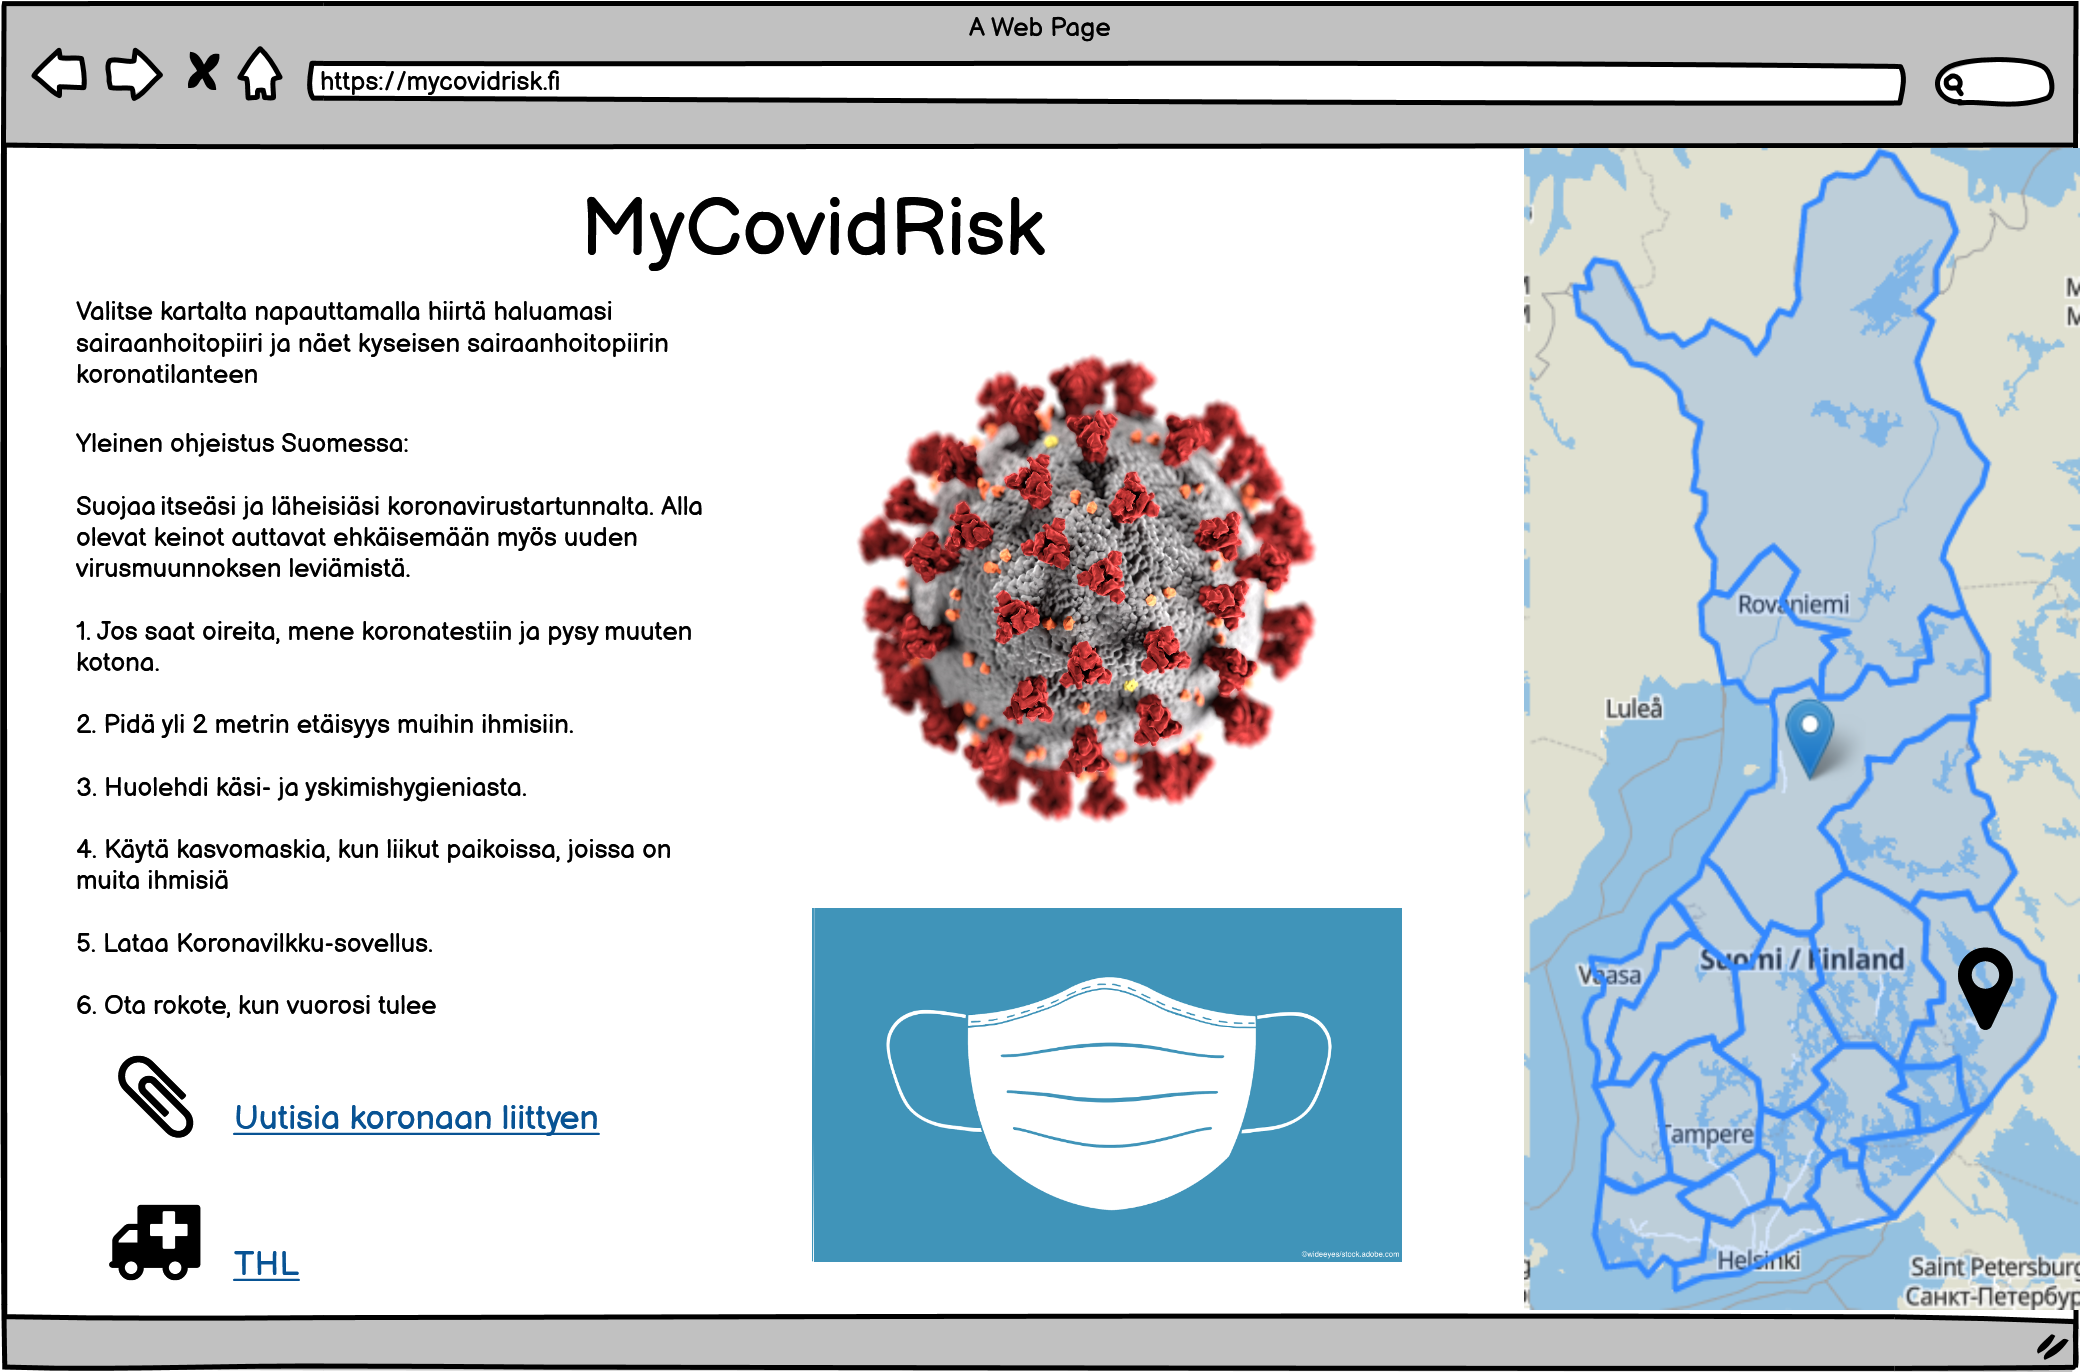 A Web Page
https://mycovidrisk.fi
MyCovidRisk
Valitse kartalta napauttamalla hiirtä haluamasi
sairaanhoitopiiri ja näet kyseisen sairaanhoitopiirin
koronatilanteen
Yleinen ohjeistus Suomessa:
Suojaa itseäsi ja läheisiäsi koronavirustartunnalta. Alla
olevat keinot auttavat ehkäisemään myös uuden
virusmuunnoksen leviämistä.
1. Jos saat oireita, mene koronatestiin ja pysy muuten
kotona.
2. Pidä yli 2 metrin etäisyys muihin ihmisiin.
3. Huolehdi käsi- ja yskimishygieniasta.
4. Käytä kasvomaskia, kun liikut paikoissa, joissa on
muita ihmisiä
5. Lataa Koronavilkku-sovellus.
6. Ota rokote, kun vuorosi tulee
Uutisia koronaan liittyen
THL
©wideeyes/stock.adobe.com
Rovaniemi
Luleå
Suomi / Finland
Vaasa
Tampere
Helsinki
Saint Petersburg
Санкт-Петербур